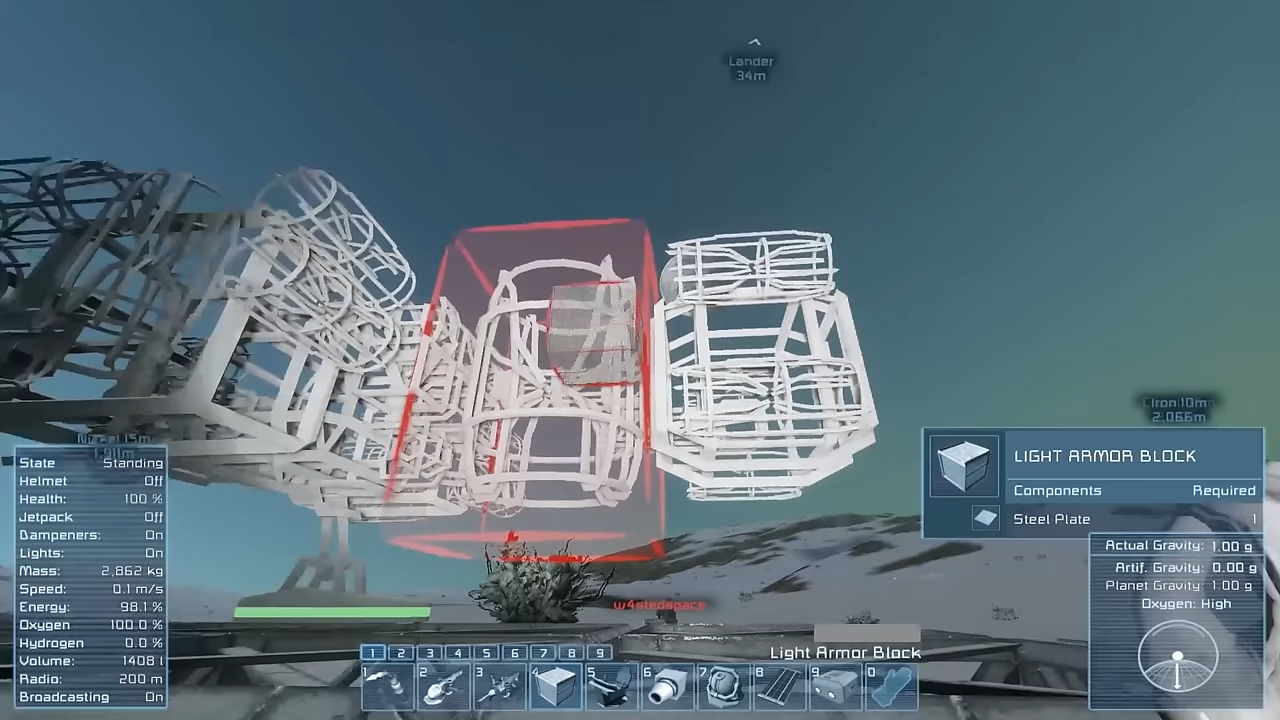 Lander
34m
2,066m
State Standing
Helmet Off
Health: 100 %
Jetpack Off
Dampeners: On
Lights: On
Mass: 2,862 kg
Speed: 0.1 m/s
Energy: 98.1 %
Oxygen 100.0 %
Hydrogen 0.0 %
Volume: 1408 l
Radio: 200 m
Broadcasting On
LIGHT ARMOR BLOCK
Components Required
Steel Plate 1
Actual Gravity: 1.00 g
Artif. Gravity: 0.00 g
Planet Gravity: 1.00 g
Oxygen: High
w4stedspace
Light Armor Block
1 2 3 4 5 6 7 8 9
1 2 3 4 5 6 7 8 9 0